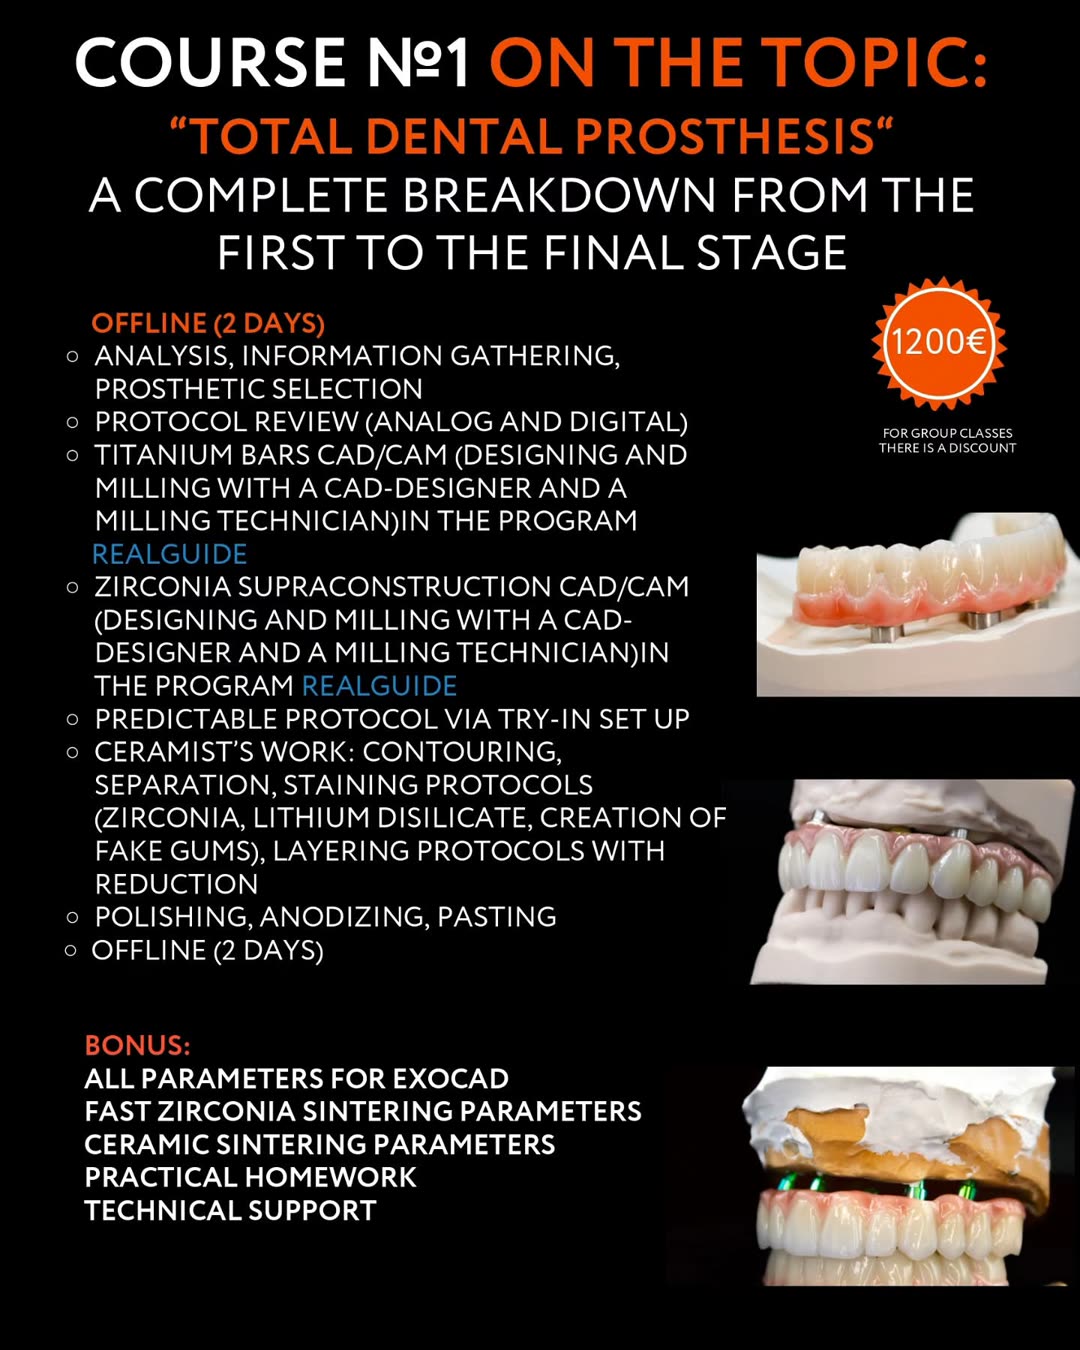 COURSE №1 ON THE TOPIC:
“TOTAL DENTAL PROSTHESIS“
A COMPLETE BREAKDOWN FROM THE
FIRST TO THE FINAL STAGE
OFFLINE (2 DAYS)
ANALYSIS, INFORMATION GATHERING,
PROSTHETIC SELECTION
PROTOCOL REVIEW (ANALOG AND DIGITAL)
TITANIUM BARS CAD/CAM (DESIGNING AND
MILLING WITH A CAD-DESIGNER AND A
MILLING TECHNICIAN)IN THE PROGRAM
REALGUIDE
ZIRCONIA SUPRACONSTRUCTION CAD/CAM
(DESIGNING AND MILLING WITH A CAD-
DESIGNER AND A MILLING TECHNICIAN)IN
THE PROGRAM REALGUIDE
PREDICTABLE PROTOCOL VIA TRY-IN SET UP
CERAMIST’S WORK: CONTOURING,
SEPARATION, STAINING PROTOCOLS
(ZIRCONIA, LITHIUM DISILICATE, CREATION OF
FAKE GUMS), LAYERING PROTOCOLS WITH
REDUCTION
POLISHING, ANODIZING, PASTING
OFFLINE (2 DAYS)
1200€
FOR GROUP CLASSES
THERE IS A DISCOUNT
BONUS:
ALL PARAMETERS FOR EXOCAD
FAST ZIRCONIA SINTERING PARAMETERS
CERAMIC SINTERING PARAMETERS
PRACTICAL HOMEWORK
TECHNICAL SUPPORT